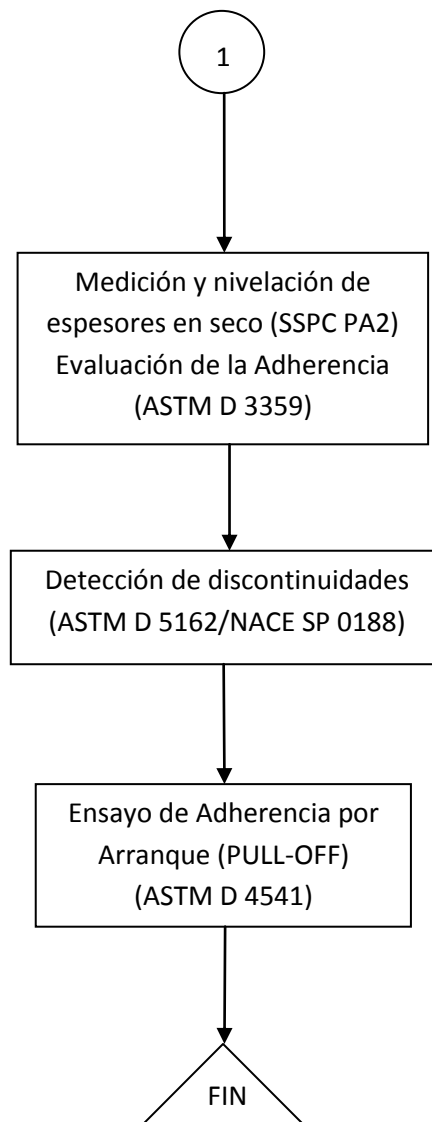 1
Medición y nivelación de
espesores en seco (SSPC PA2)
Evaluación de la Adherencia
(ASTM D 3359)
Detección de discontinuidades
(ASTM D 5162/NACE SP 0188)
Ensayo de Adherencia por
Arranque (PULL-OFF)
(ASTM D 4541)
FIN